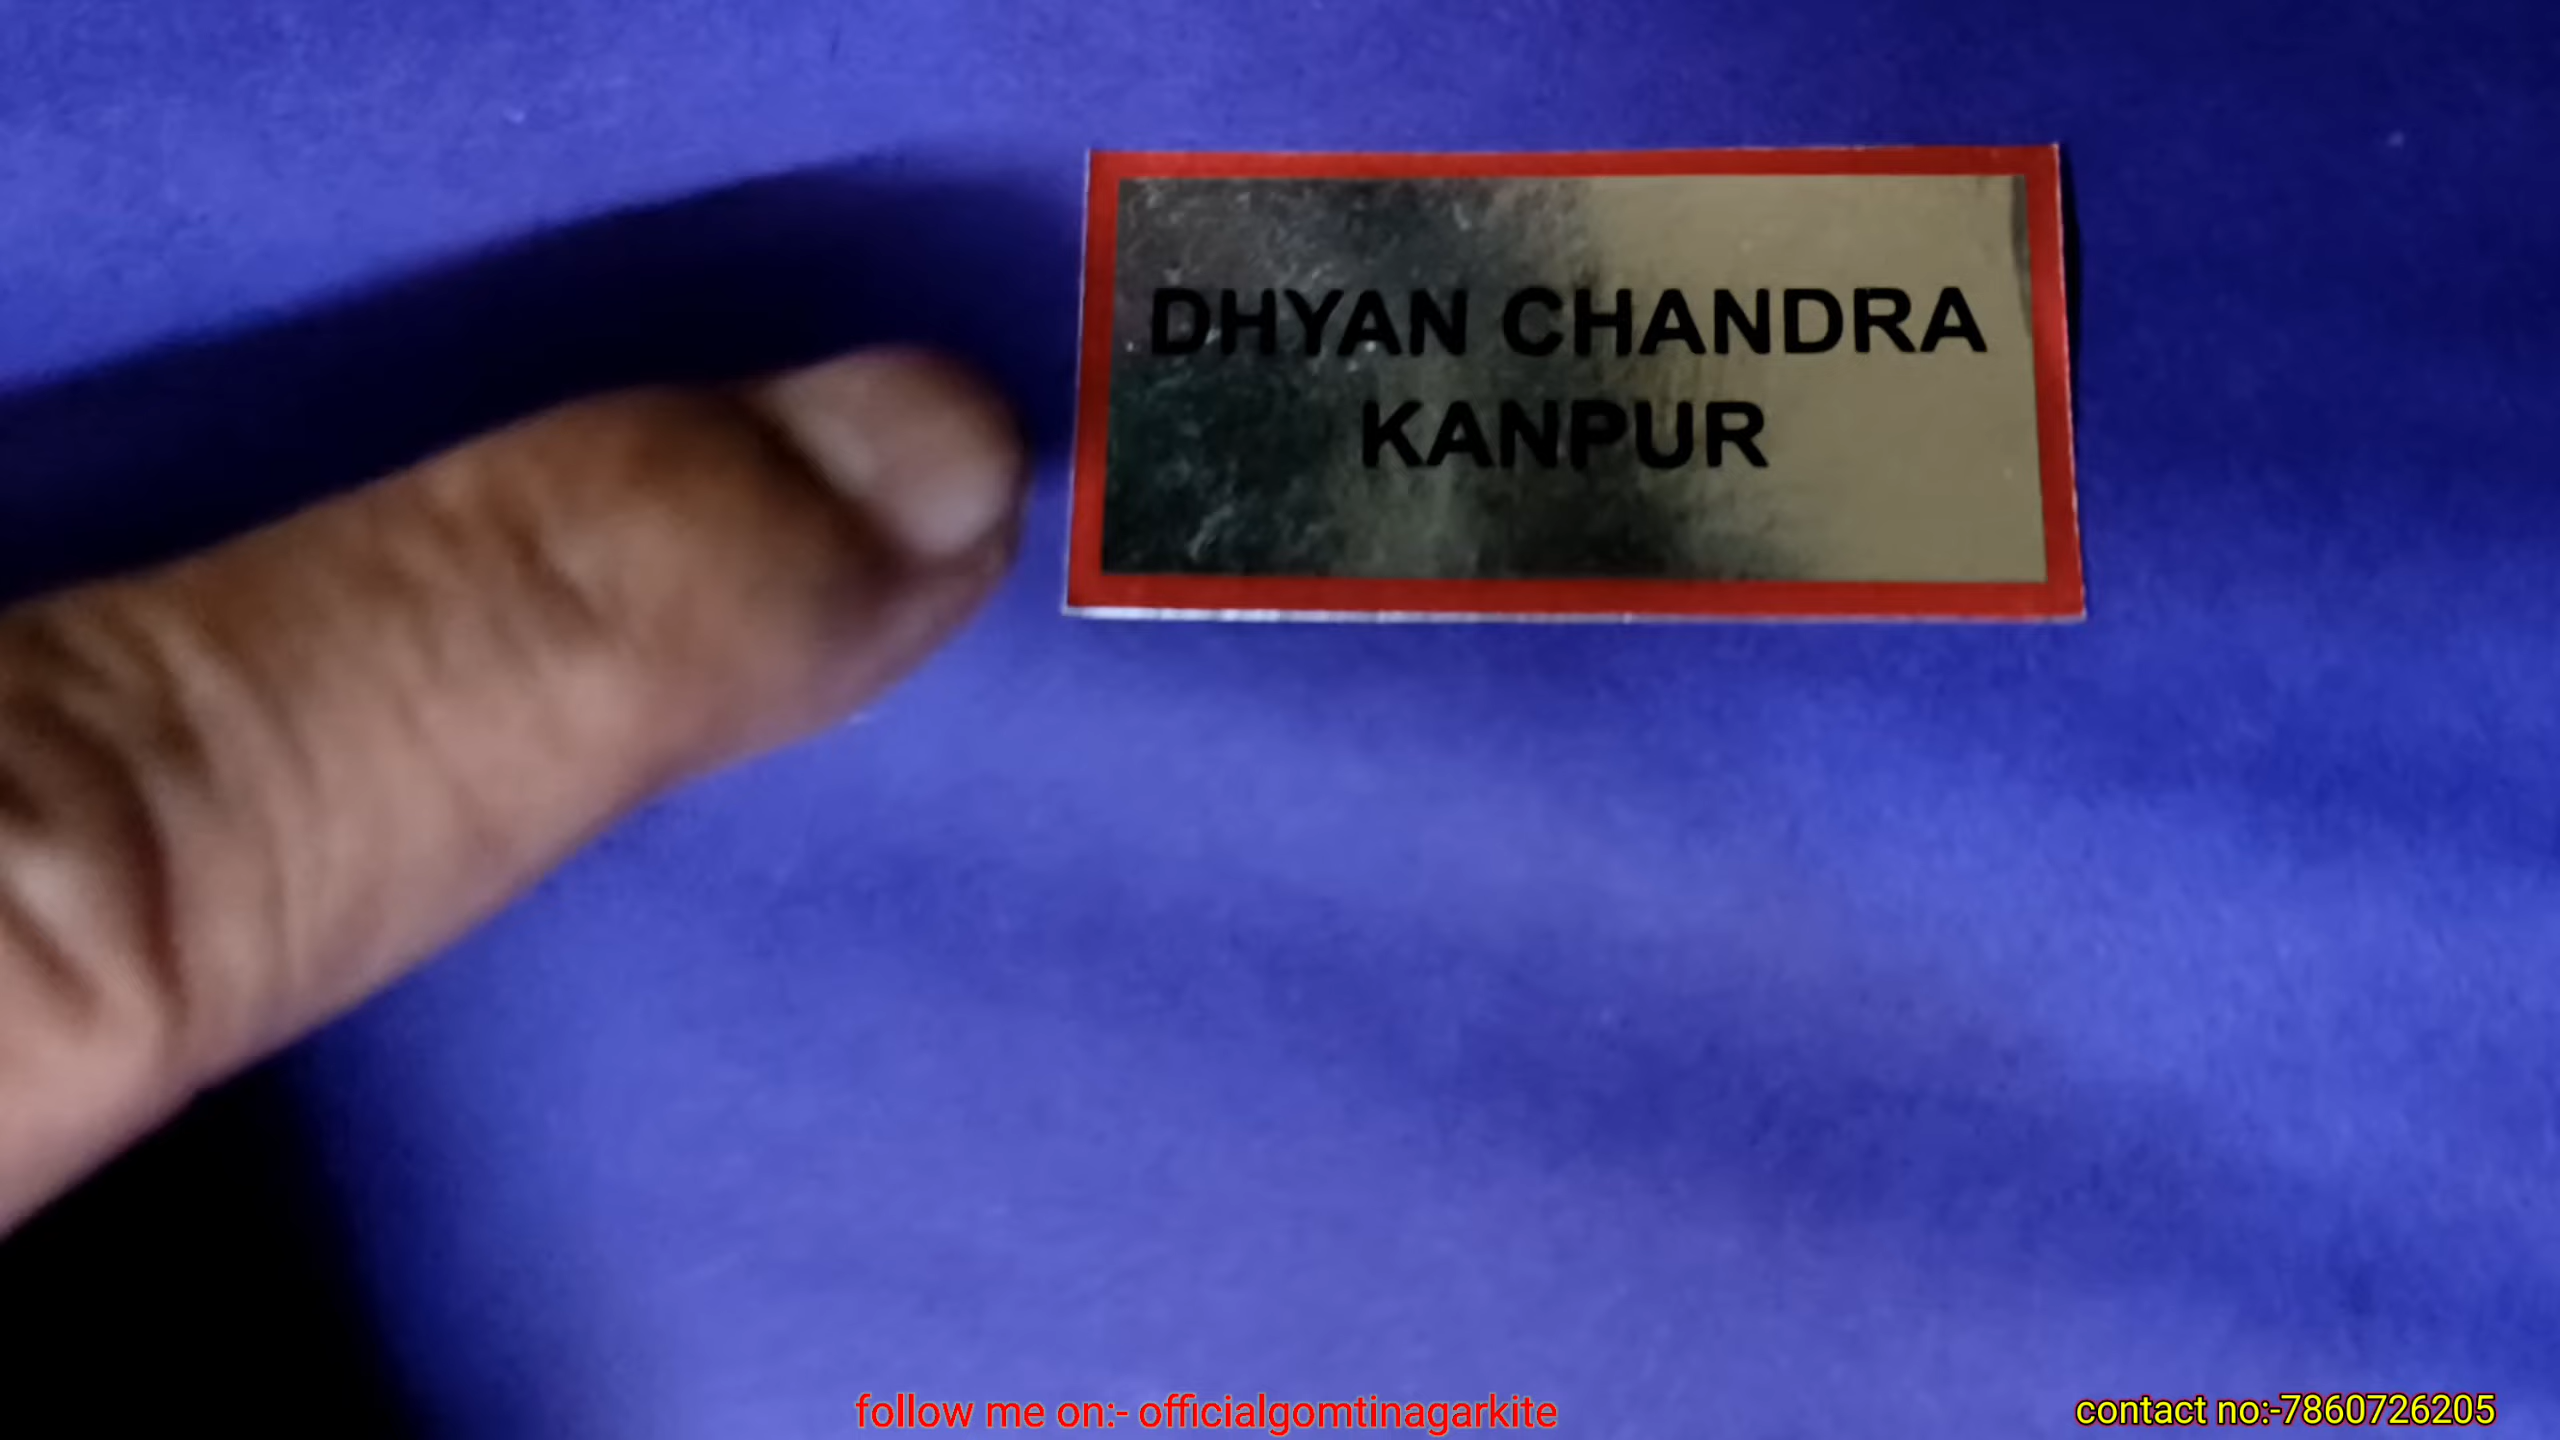 DHYAN CHANDRA
KANPUR
follow me on:- officialgomtinagarkite
contact no:-7860726205